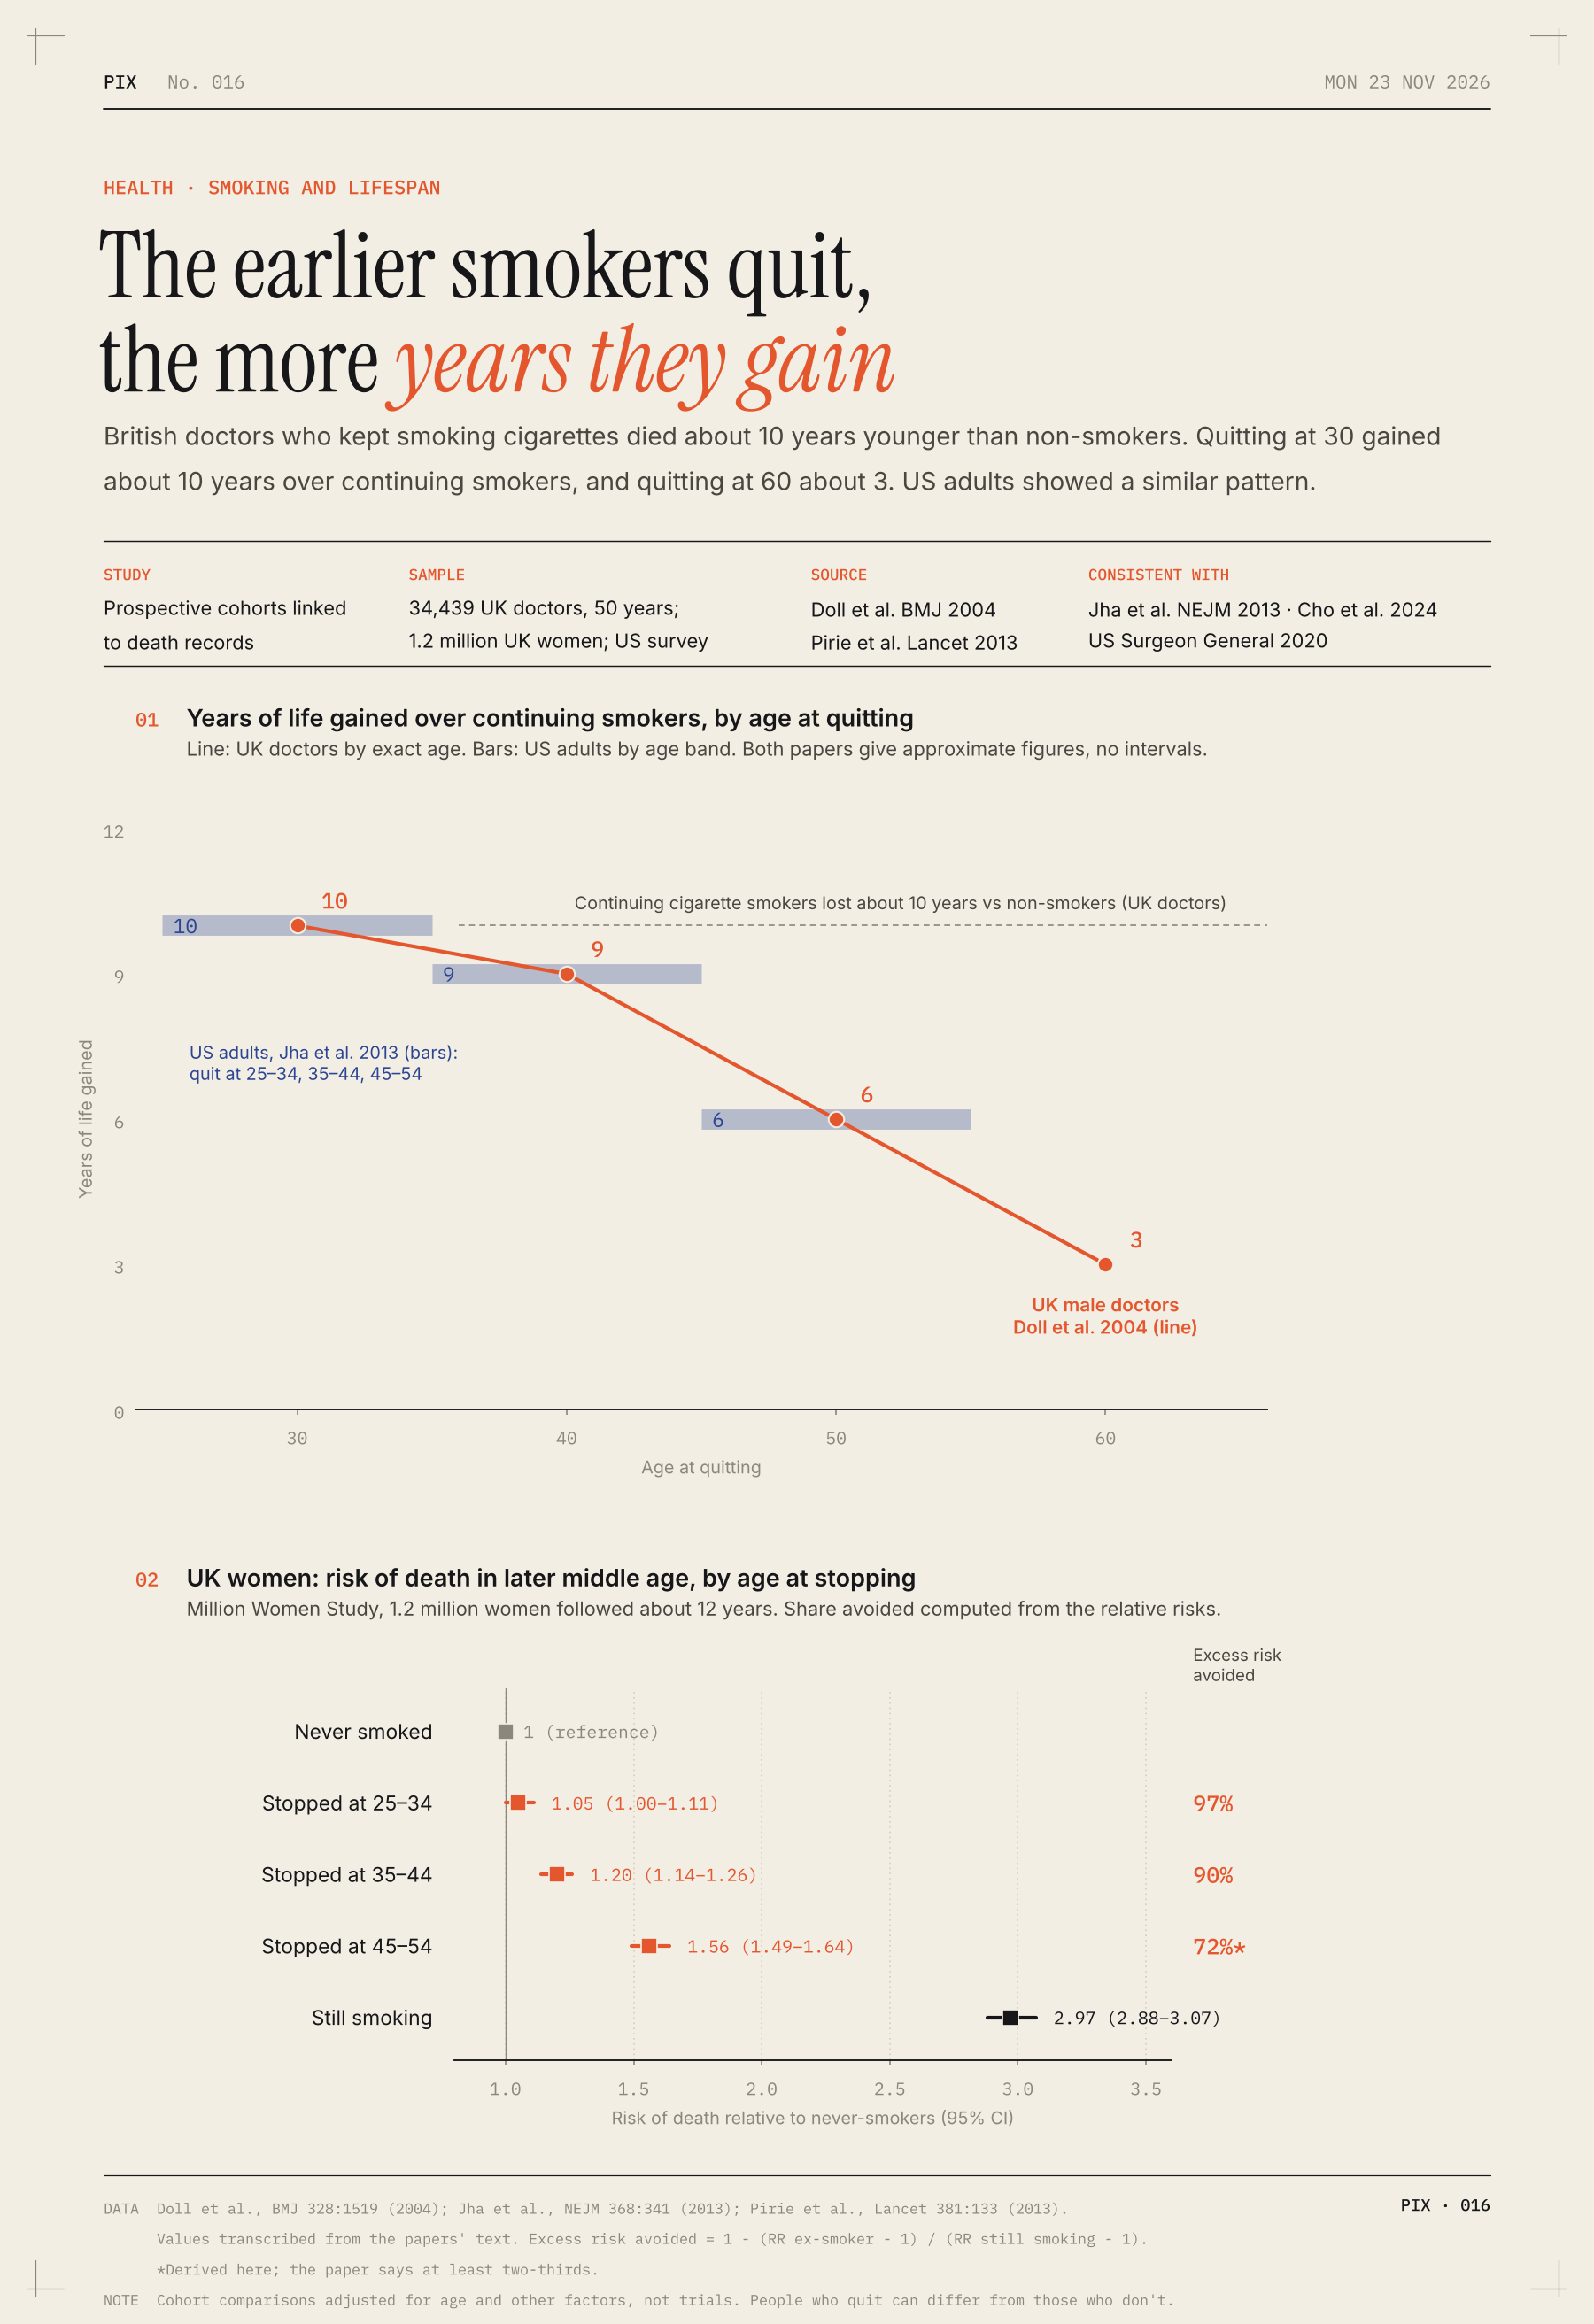 PIX No. 016
MON 23 NOV 2026
HEALTH · SMOKING AND LIFESPAN
The earlier smokers quit,
the more years they gain
British doctors who kept smoking cigarettes died about 10 years younger than non-smokers. Quitting at 30 gained
about 10 years over continuing smokers, and quitting at 60 about 3. US adults showed a similar pattern.
STUDY
Prospective cohorts linked
to death records
SAMPLE
34,439 UK doctors, 50 years;
1.2 million UK women; US survey
SOURCE
Doll et al. BMJ 2004
Pirie et al. Lancet 2013
CONSISTENT WITH
Jha et al. NEJM 2013 · Cho et al. 2024
US Surgeon General 2020
01 Years of life gained over continuing smokers, by age at quitting
Line: UK doctors by exact age. Bars: US adults by age band. Both papers give approximate figures, no intervals.
12
10
Continuing cigarette smokers lost about 10 years vs non-smokers (UK doctors)
10
9
9
9
US adults, Jha et al. 2013 (bars):
quit at 25–34, 35–44, 45–54
Years of life gained
6
6
6
3
3
UK male doctors
Doll et al. 2004 (line)
0
30 40 50 60
Age at quitting
02 UK women: risk of death in later middle age, by age at stopping
Million Women Study, 1.2 million women followed about 12 years. Share avoided computed from the relative risks.
Excess risk
avoided
Never smoked 1 (reference)
Stopped at 25–34 1.05 (1.00–1.11) 97%
Stopped at 35–44 1.20 (1.14–1.26) 90%
Stopped at 45–54 1.56 (1.49–1.64) 72%*
Still smoking 2.97 (2.88–3.07)
1.0 1.5 2.0 2.5 3.0 3.5
Risk of death relative to never-smokers (95% CI)
DATA Doll et al., BMJ 328:1519 (2004); Jha et al., NEJM 368:341 (2013); Pirie et al., Lancet 381:133 (2013).
PIX · 016
Values transcribed from the papers' text. Excess risk avoided = 1 - (RR ex-smoker - 1) / (RR still smoking - 1).
*Derived here; the paper says at least two-thirds.
NOTE Cohort comparisons adjusted for age and other factors, not trials. People who quit can differ from those who don't.